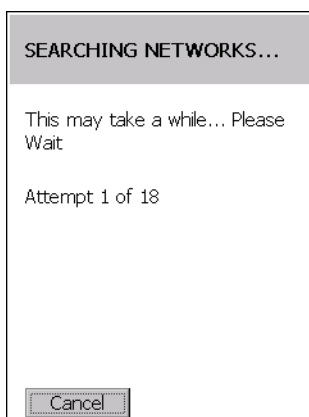 SEARCHING NETWORKS...
This may take a while... Please
Wait
Attempt 1 of 18
Cancel